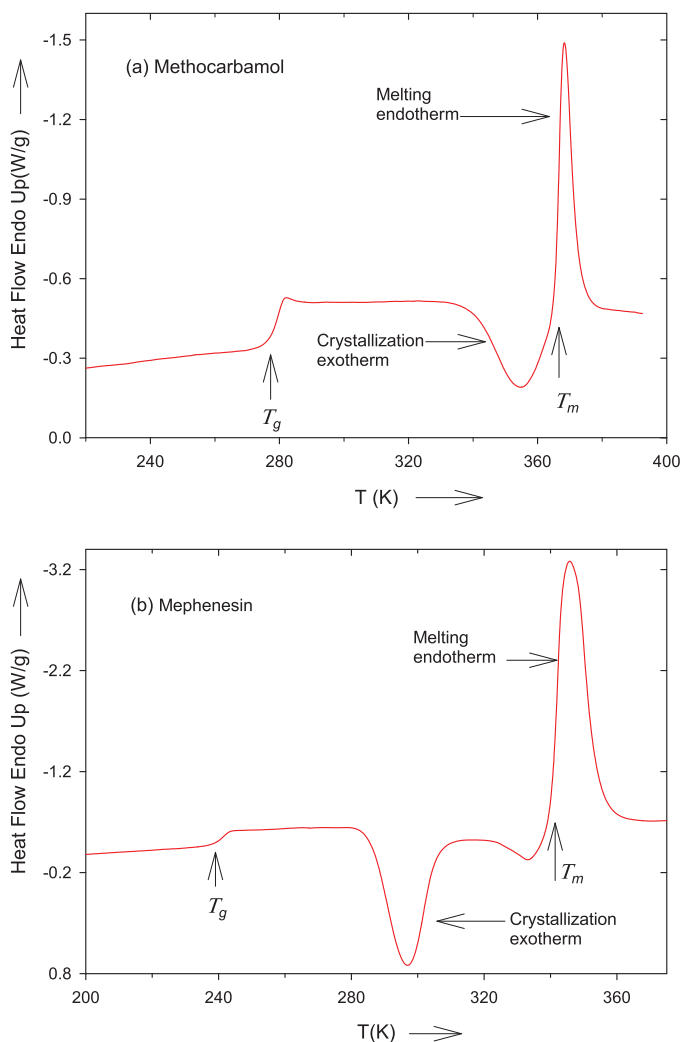 -1.5
(a) Methocarbamol
Melting
endotherm
-1.2
-0.9
Heat Flow Endo Up(W/g)
-0.6
Crystallization
exotherm
-0.3
Tg
Tm
0.0
240
280
320
360
400
T (K)
-3.2
(b) Mephenesin
Melting
endotherm
-2.2
Heat Flow Endo Up (W/g)
-1.2
-0.2
Tg
Tm
Crystallization
exotherm
0.8
200
240
280
320
360
T(K)